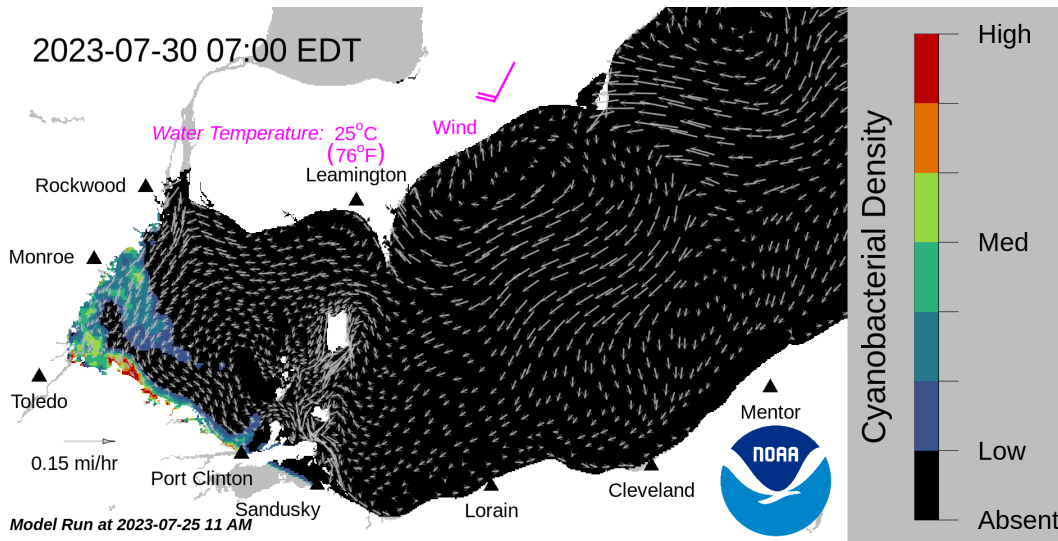 2023-07-30 07:00 EDT
High
Wind
Water Temperature: 25°C
(76°F)
Leamington
Rockwood
Cyanobacterial Density
Med
Monroe
Toledo
Mentor
NOAA
0.15 mi/hr
Port Clinton
Cleveland
Low
Sandusky
Lorain
Model Run at 2023-07-25 11 AM
Absent